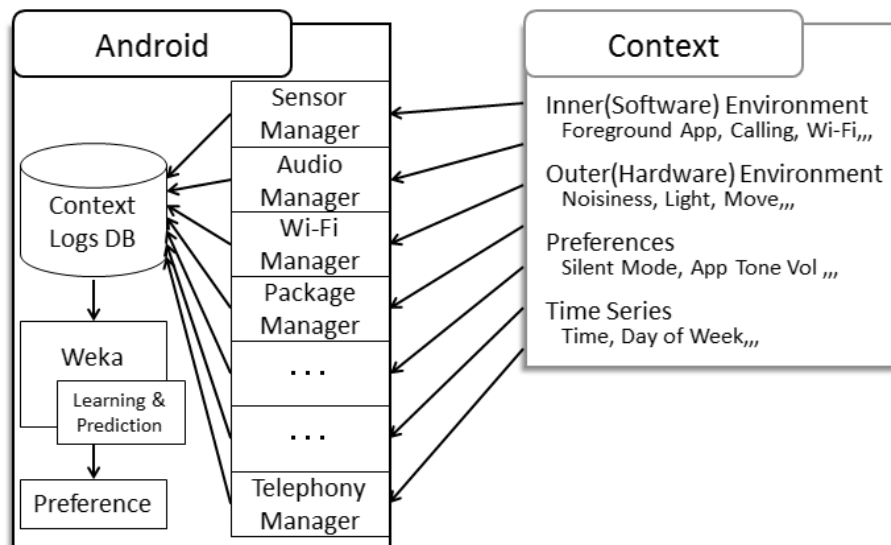 Android
Sensor
Manager
Audio
Manager
Wi-Fi
Manager
Package
Manager
...
...
Telephony
Manager
Context
Logs DB
Weka
Learning &
Prediction
Preference
Context
Inner(Software) Environment
Foreground App, Calling, Wi-Fi,,,
Outer(Hardware) Environment
Noisiness, Light, Move,,,
Preferences
Silent Mode, App Tone Vol ,,,
Time Series
Time, Day of Week,,,